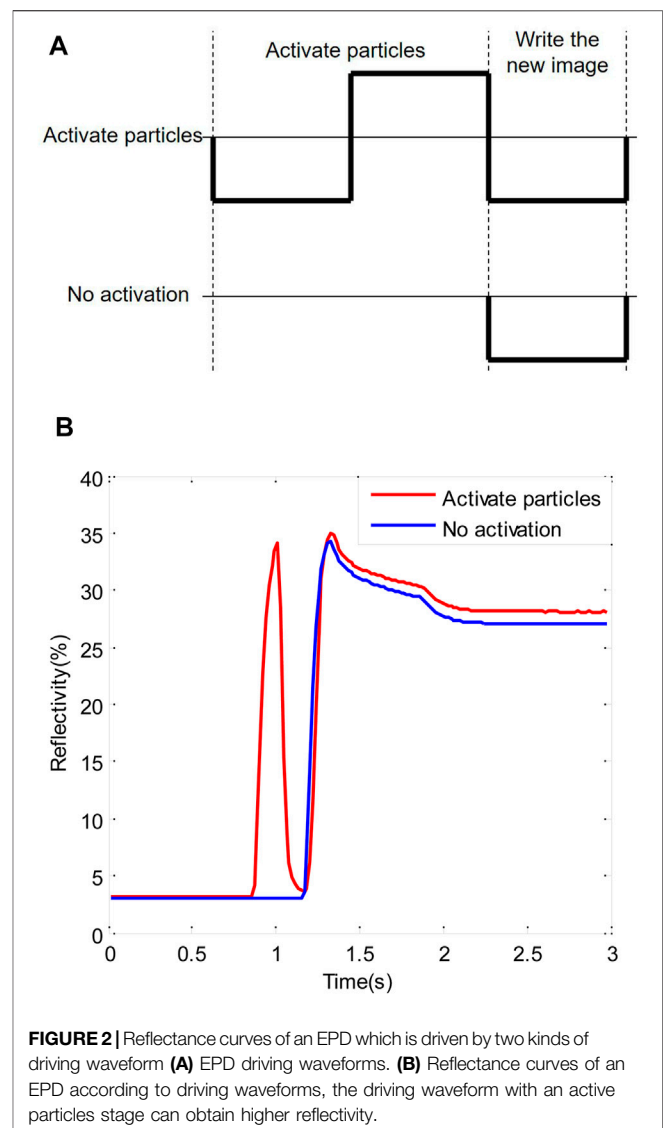 A
Activate particles
Write the
new image
Activate particles
No activation
B
40
35
30
25
20
15
10
5
0
Reflectivity(%)
Activate particles
No activation
0 0.5 1 1.5 2 2.5 3
Time(s)
FIGURE 2 | Reflectance curves of an EPD which is driven by two kinds of
driving waveform (A) EPD driving waveforms. (B) Reflectance curves of an
EPD according to driving waveforms, the driving waveform with an active
particles stage can obtain higher reflectivity.